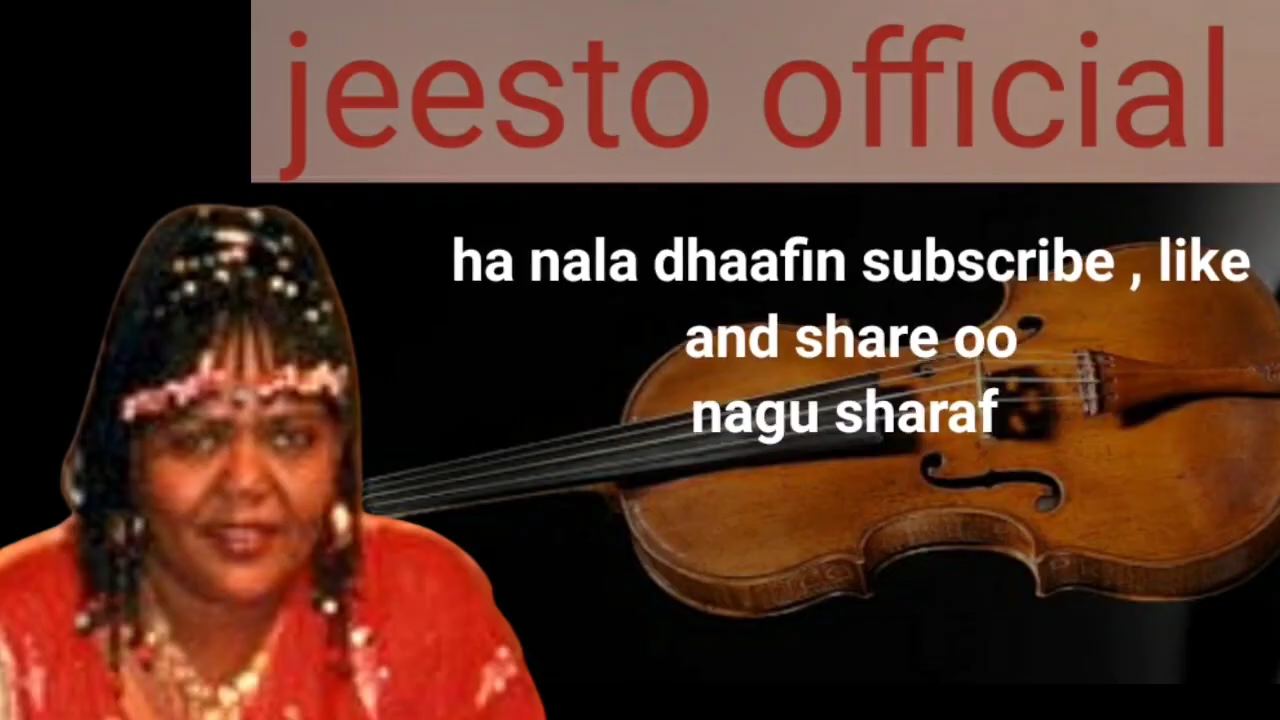 jeesto official
ha nala dhaafin subscribe , like
and share oo
nagu sharaf